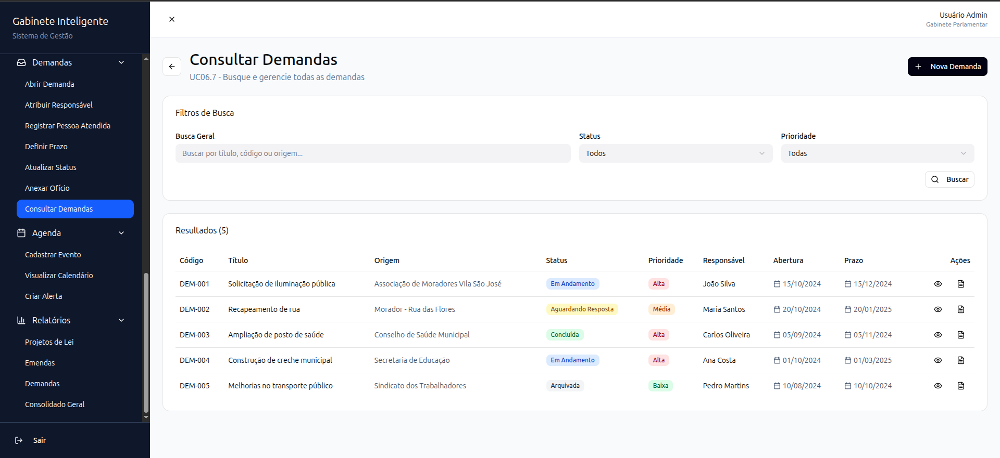 Gabinete Inteligente
Sistema de Gestão
Demandas
Abrir Demanda
Atribuir Responsável
Registrar Pessoa Atendida
Definir Prazo
Atualizar Status
Anexar Ofício
Consultar Demandas
Agenda
Cadastrar Evento
Visualizar Calendário
Criar Alerta
Relatórios
Projetos de Lei
Emendas
Demandas
Consolidado Geral
Sair
Usuário Admin
Gabinete Parlamentar
Consultar Demandas
UC06.7 - Busque e gerencie todas as demandas
Nova Demanda
Filtros de Busca
Busca Geral Status Prioridade
Buscar por título, código ou origem... Todos Todas
Buscar
Resultados (5)
Código Título Origem Status Prioridade Responsável Abertura Prazo Ações
DEM-001 Solicitação de iluminação pública Associação de Moradores Vila São José Em Andamento Alta João Silva 15/10/2024 15/12/2024
DEM-002 Recapeamento de rua Morador - Rua das Flores Aguardando Resposta Média Maria Santos 20/10/2024 20/01/2025
DEM-003 Ampliação de posto de saúde Conselho de Saúde Municipal Concluída Alta Carlos Oliveira 05/09/2024 05/11/2024
DEM-004 Construção de creche municipal Secretaria de Educação Em Andamento Alta Ana Costa 01/10/2024 01/03/2025
DEM-005 Melhorias no transporte público Sindicato dos Trabalhadores Arquivada Baixa Pedro Martins 10/08/2024 10/10/2024